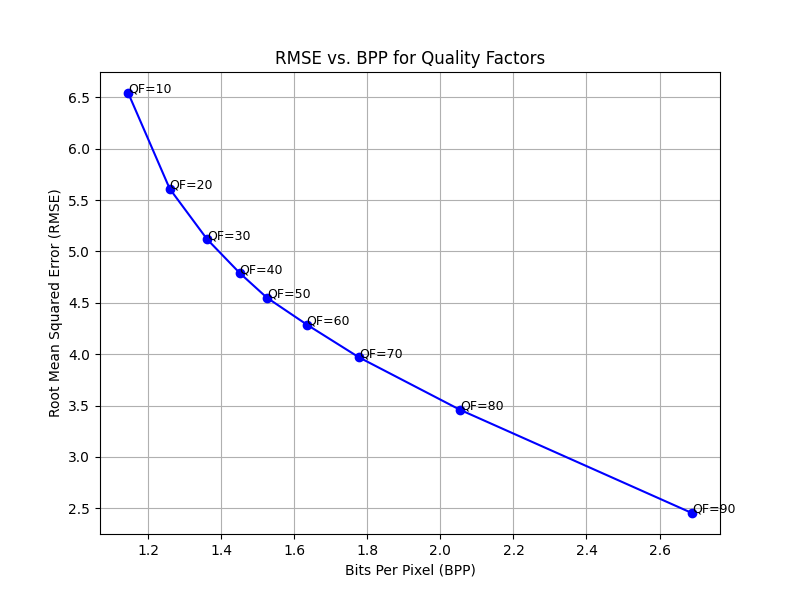 RMSE vs. BPP for Quality Factors
Root Mean Squared Error (RMSE)
6.5
6.0
5.5
5.0
4.5
4.0
3.5
3.0
2.5
QF=10
QF=20
QF=30
QF=40
QF=50
QF=60
QF=70
QF=80
QF=90
1.2 1.4 1.6 1.8 2.0 2.2 2.4 2.6
Bits Per Pixel (BPP)